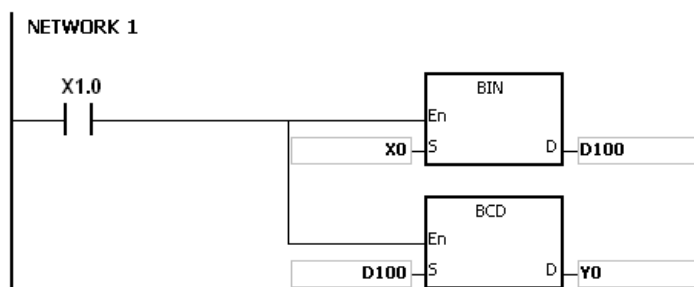 NETWORK 1
X1.0
BIN
En
X0 S D D100
BCD
En
D100 S D Y0